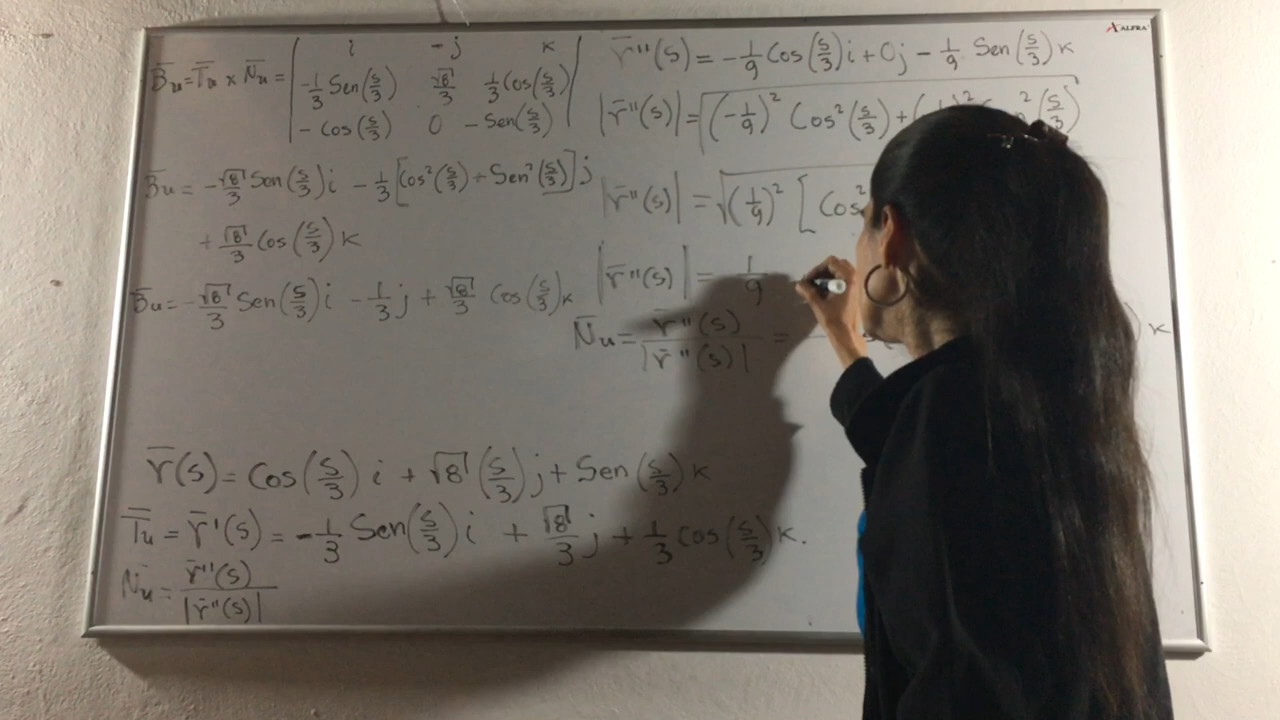 ALFRA
i -j k
B̄u = T̄u x N̄u = | -1/3 Sen(s/3) √8/3 1/3 Cos(s/3) |
- Cos(s/3) 0 - Sen(s/3)
B̄u = -√8/3 Sen(s/3)i - 1/3[Cos²(s/3) + Sen²(s/3)]j
+ √8/3 Cos(s/3)k
B̄u = -√8/3 Sen(s/3)i - 1/3 j + √8/3 Cos(s/3)k
r̄''(s) = -1/9 Cos(s/3)i + 0j - 1/9 Sen(s/3)k
|r̄''(s)| = √(-1/9)² Cos²(s/3) + (
² (s/3)
|r̄''(s)| = √(1/9)² [Cos²
|r̄''(s)| = 1/9
N̄u = r̄''(s)/|r̄''(s)| =
) k
r̄(s) = Cos(s/3)i + √8(s/3)j + Sen(s/3)k
T̄u = r̄'(s) = -1/3 Sen(s/3)i + √8/3 j + 1/3 Cos(s/3)k.
N̄u = r̄''(s)/|r̄''(s)|